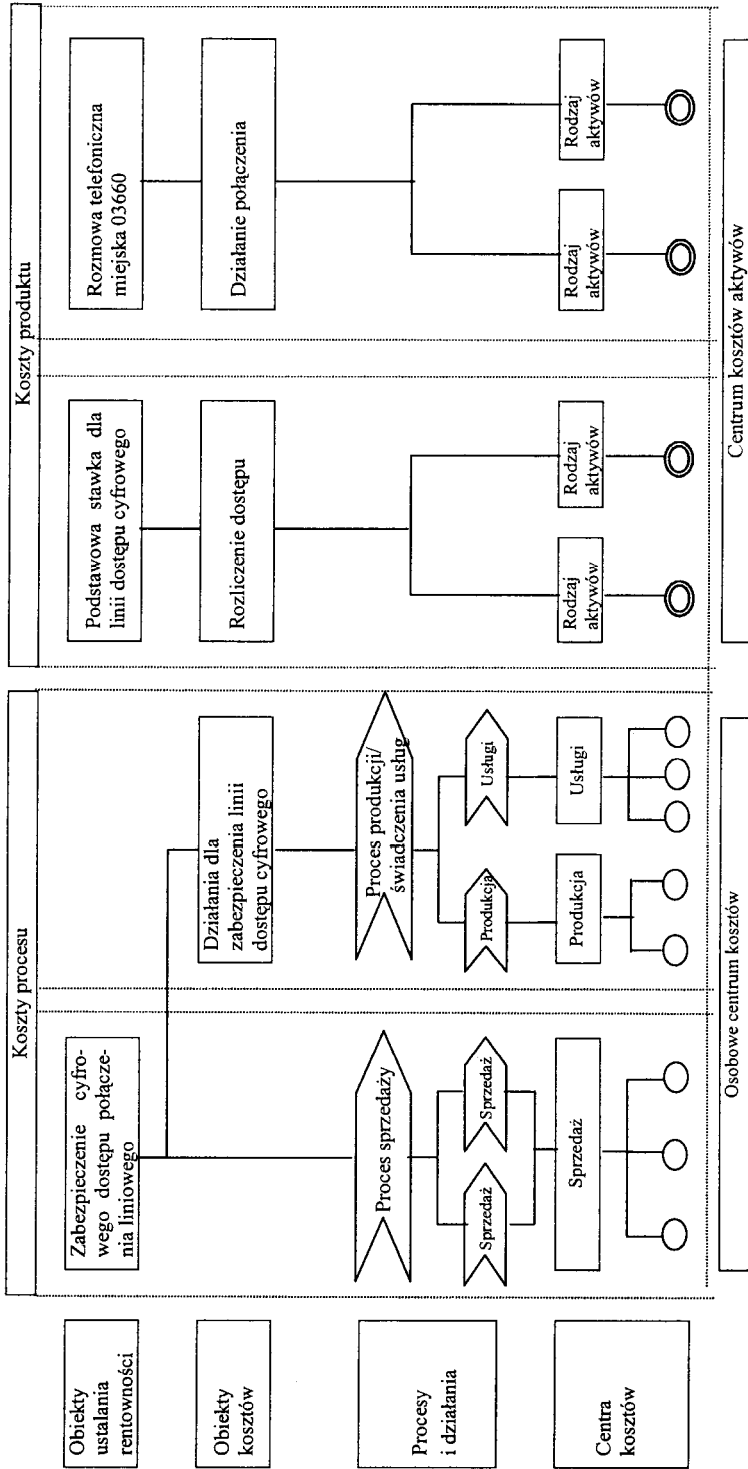 Koszty procesu
Koszty produktu
Obiekty
ustalania
rentowności
Zabezpieczenie cyfro-
wego dostępu połącze-
nia liniowego
Podstawowa stawka dla
linii dostępu cyfrowego
Rozmowa telefoniczna
miejska 03660
Obiekty
kosztów
Działania dla
zabezpieczenia linii
dostępu cyfrowego
Rozliczenie dostępu
Działanie połączenia
Procesy
i działania
Proces sprzedaży
Proces produkcji/
świadczenia usług
Sprzedaż
Sprzedaż
Produkcja
Usługi
Centra
kosztów
Sprzedaż
Produkcja
Usługi
Rodzaj
aktywów
Rodzaj
aktywów
Rodzaj
aktywów
Rodzaj
aktywów
Osobowe centrum kosztów
Centrum kosztów aktywów